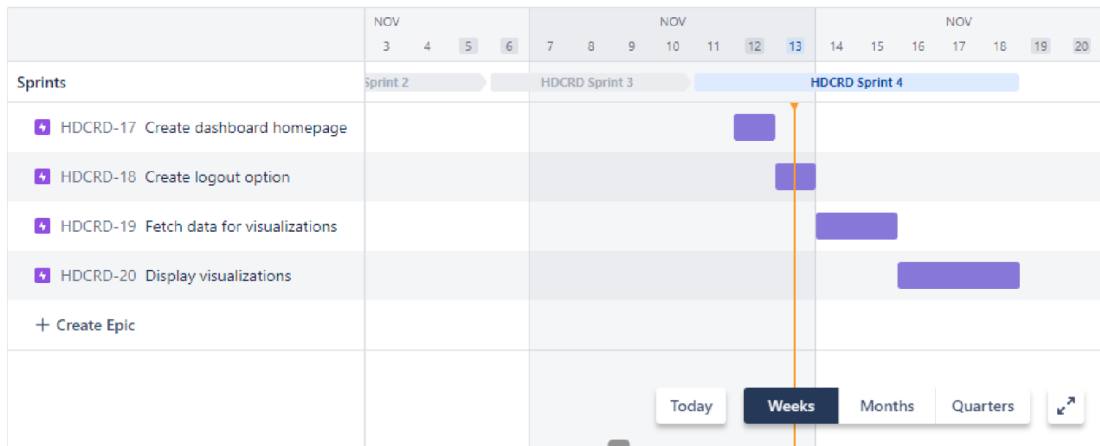 NOV NOV NOV
3 4 5 6 7 8 9 10 11 12 13 14 15 16 17 18 19 20
Sprints Sprint 2 HDCRD Sprint 3 HDCRD Sprint 4
HDCRD-17 Create dashboard homepage
HDCRD-18 Create logout option
HDCRD-19 Fetch data for visualizations
HDCRD-20 Display visualizations
+ Create Epic
Today Weeks Months Quarters